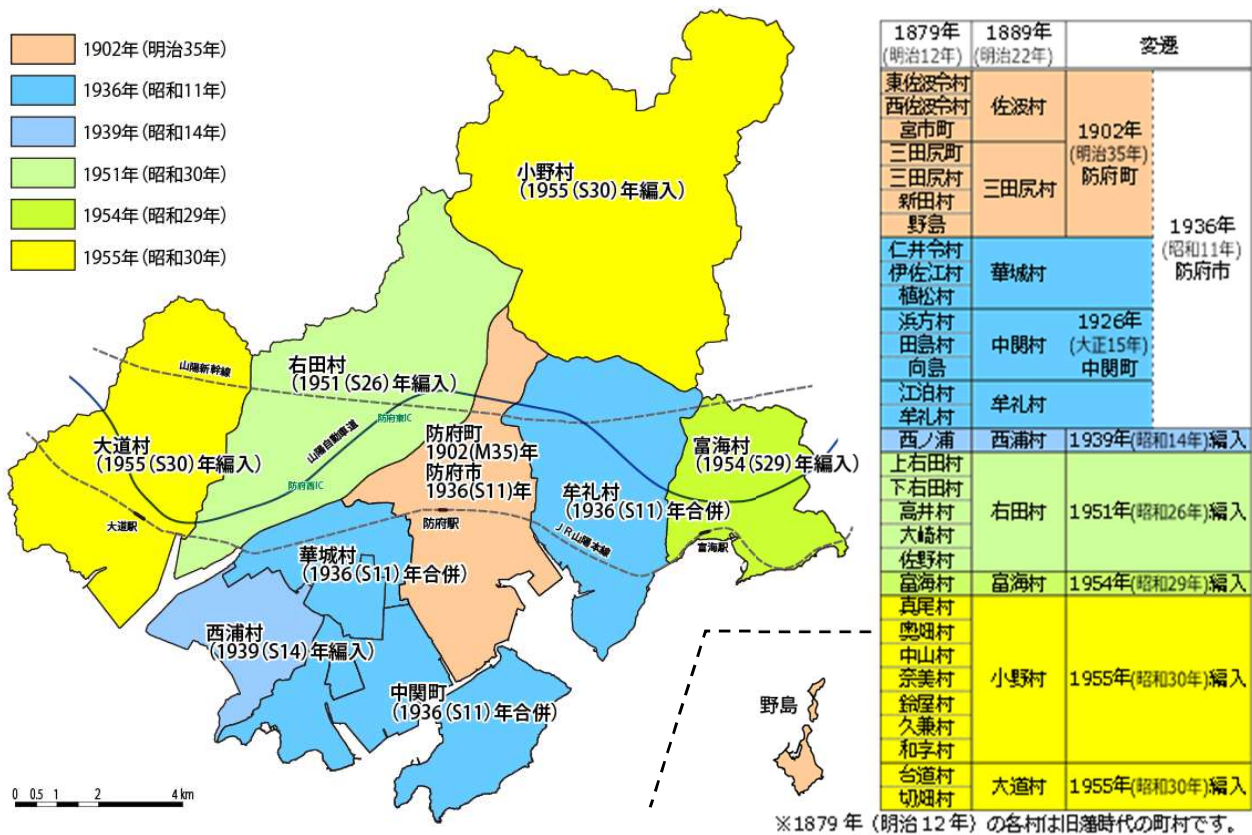 1902年(明治35年)
1936年(昭和11年)
1939年(昭和14年)
1951年(昭和30年)
1954年(昭和29年)
1955年(昭和30年)
小野村
(1955(S30)年編入)
右田村
(1951(S26)年編入)
山陽新幹線
大道村
(1955(S30)年編入)
山陽自動車道
防府東IC
防府西IC
大道駅
防府町
1902(M35)年
防府市
1936(S11)年
防府駅
富海村
(1954(S29)年編入)
牟礼村
(1936(S11)年合併)
JR山陽本線
富海駅
華城村
(1936(S11)年合併)
西浦村
(1939(S14)年編入)
中関町
(1936(S11)年合併)
野島
0 0.5 1 2 4 km
1879年
(明治12年)
1889年
(明治22年)
変遷
東佐波令村
西佐波令村
宮市町
佐波村
三田尻町
三田尻村
新田村
野島
三田尻村
1902年
(明治35年)
防府町
仁井令村
伊佐江村
植松村
華城村
浜方村
田島村
向島
中関村
1926年
(大正15年)
中関町
江泊村
牟礼村
牟礼村
1936年
(昭和11年)
防府市
西ノ浦
西浦村
1939年(昭和14年)編入
上右田村
下右田村
高井村
大崎村
佐野村
右田村
1951年(昭和26年)編入
富海村
富海村
1954年(昭和29年)編入
真尾村
奥畑村
中山村
奈美村
鈴屋村
久兼村
和字村
小野村
1955年(昭和30年)編入
台道村
切畑村
大道村
1955年(昭和30年)編入
※1879年(明治12年)の各村は旧藩時代の町村です。